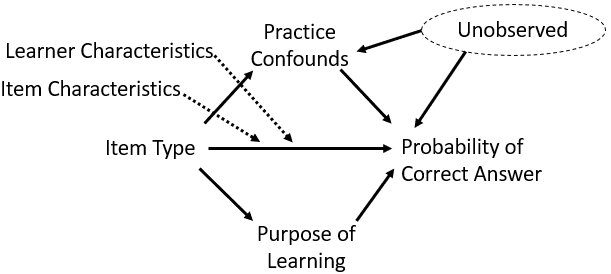 Practice
Confounds
Unobserved
Learner Characteristics
Item Characteristics
Item Type
Probability of
Correct Answer
Purpose of
Learning